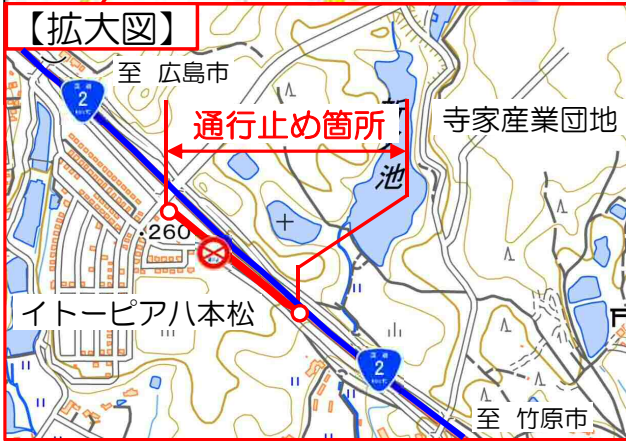 【拡大図】
至 広島市
2
通行止め箇所
寺家産業団地
池
・260
イトーピア八本松
2
至 竹原市